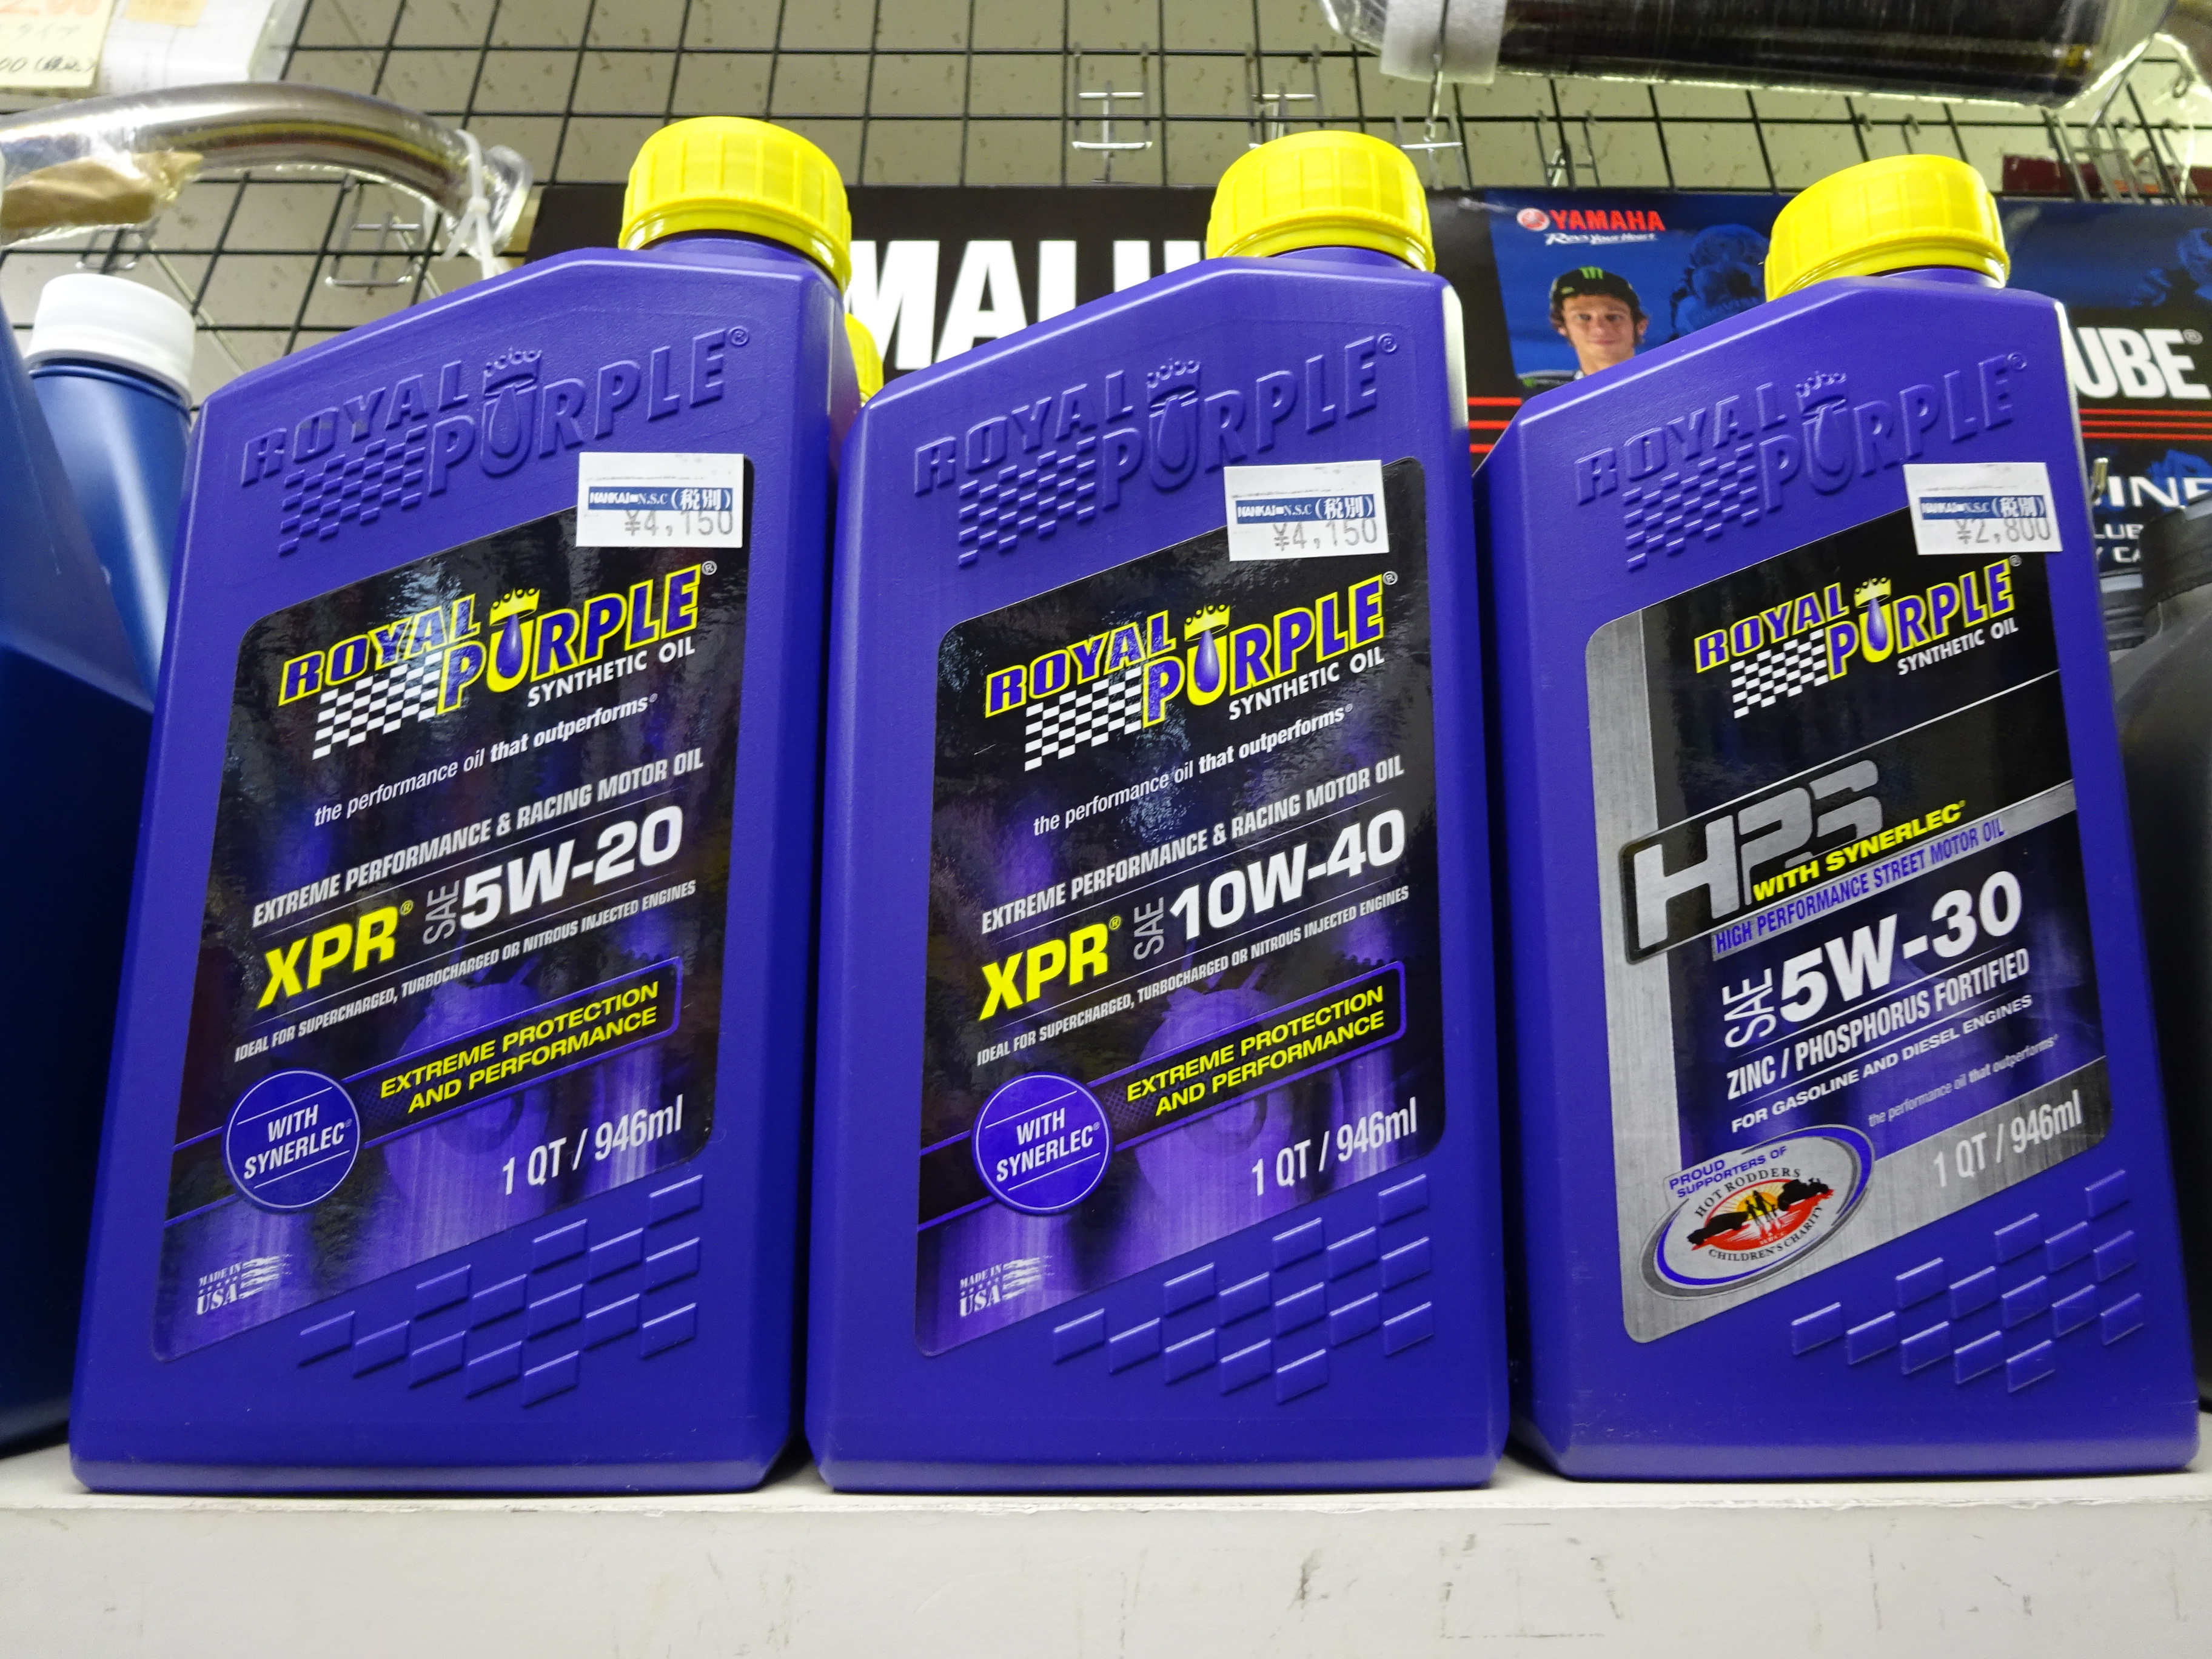 タイプ
YAMAHA
Revs Your Heart
UBE®
ROYAL
PURPLE®
NANKAI N.S.C (税別)
¥4,150
ROYAL
PURPLE®
SYNTHETIC OIL
the performance oil that outperforms®
EXTREME PERFORMANCE & RACING MOTOR OIL
XPR® SAE 5W-20
IDEAL FOR SUPERCHARGED, TURBOCHARGED OR NITROUS INJECTED ENGINES
EXTREME PROTECTION
AND PERFORMANCE
WITH
SYNERLEC®
1 QT / 946ml
MADE IN
USA
ROYAL
PURPLE®
NANKAI N.S.C (税別)
¥4,150
ROYAL
PURPLE®
SYNTHETIC OIL
the performance oil that outperforms®
EXTREME PERFORMANCE & RACING MOTOR OIL
XPR® SAE 10W-40
IDEAL FOR SUPERCHARGED, TURBOCHARGED OR NITROUS INJECTED ENGINES
EXTREME PROTECTION
AND PERFORMANCE
WITH
SYNERLEC®
1 QT / 946ml
MADE IN
USA
ROYAL
PURPLE®
NANKAI N.S.C (税別)
¥2,800
ROYAL
PURPLE®
SYNTHETIC OIL
HPS
WITH SYNERLEC®
HIGH PERFORMANCE STREET MOTOR OIL
SAE 5W-30
ZINC / PHOSPHORUS FORTIFIED
FOR GASOLINE AND DIESEL ENGINES
the performance oil that outperforms®
1 QT / 946ml
PROUD
SUPPORTERS OF
HOT RODDERS
CHILDREN'S CHARITY